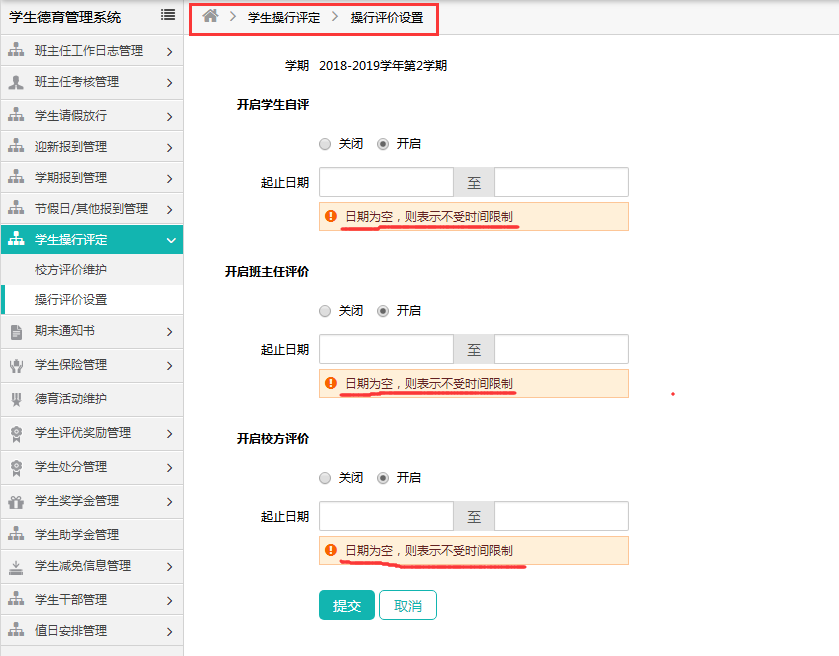 学生德育管理系统
学生操行评定 操行评价设置
班主任工作日志管理
班主任考核管理
学生请假放行
迎新报到管理
学期报到管理
节假日/其他报到管理
学生操行评定
校方评价维护
操行评价设置
期末通知书
学生保险管理
德育活动维护
学生评优奖励管理
学生处分管理
学生奖学金管理
学生助学金管理
学生减免信息管理
学生干部管理
值日安排管理
学期 2018-2019学年第2学期
开启学生自评
关闭 开启
起止日期 至
日期为空，则表示不受时间限制
开启班主任评价
关闭 开启
起止日期 至
日期为空，则表示不受时间限制
开启校方评价
关闭 开启
起止日期 至
日期为空，则表示不受时间限制
提交 取消